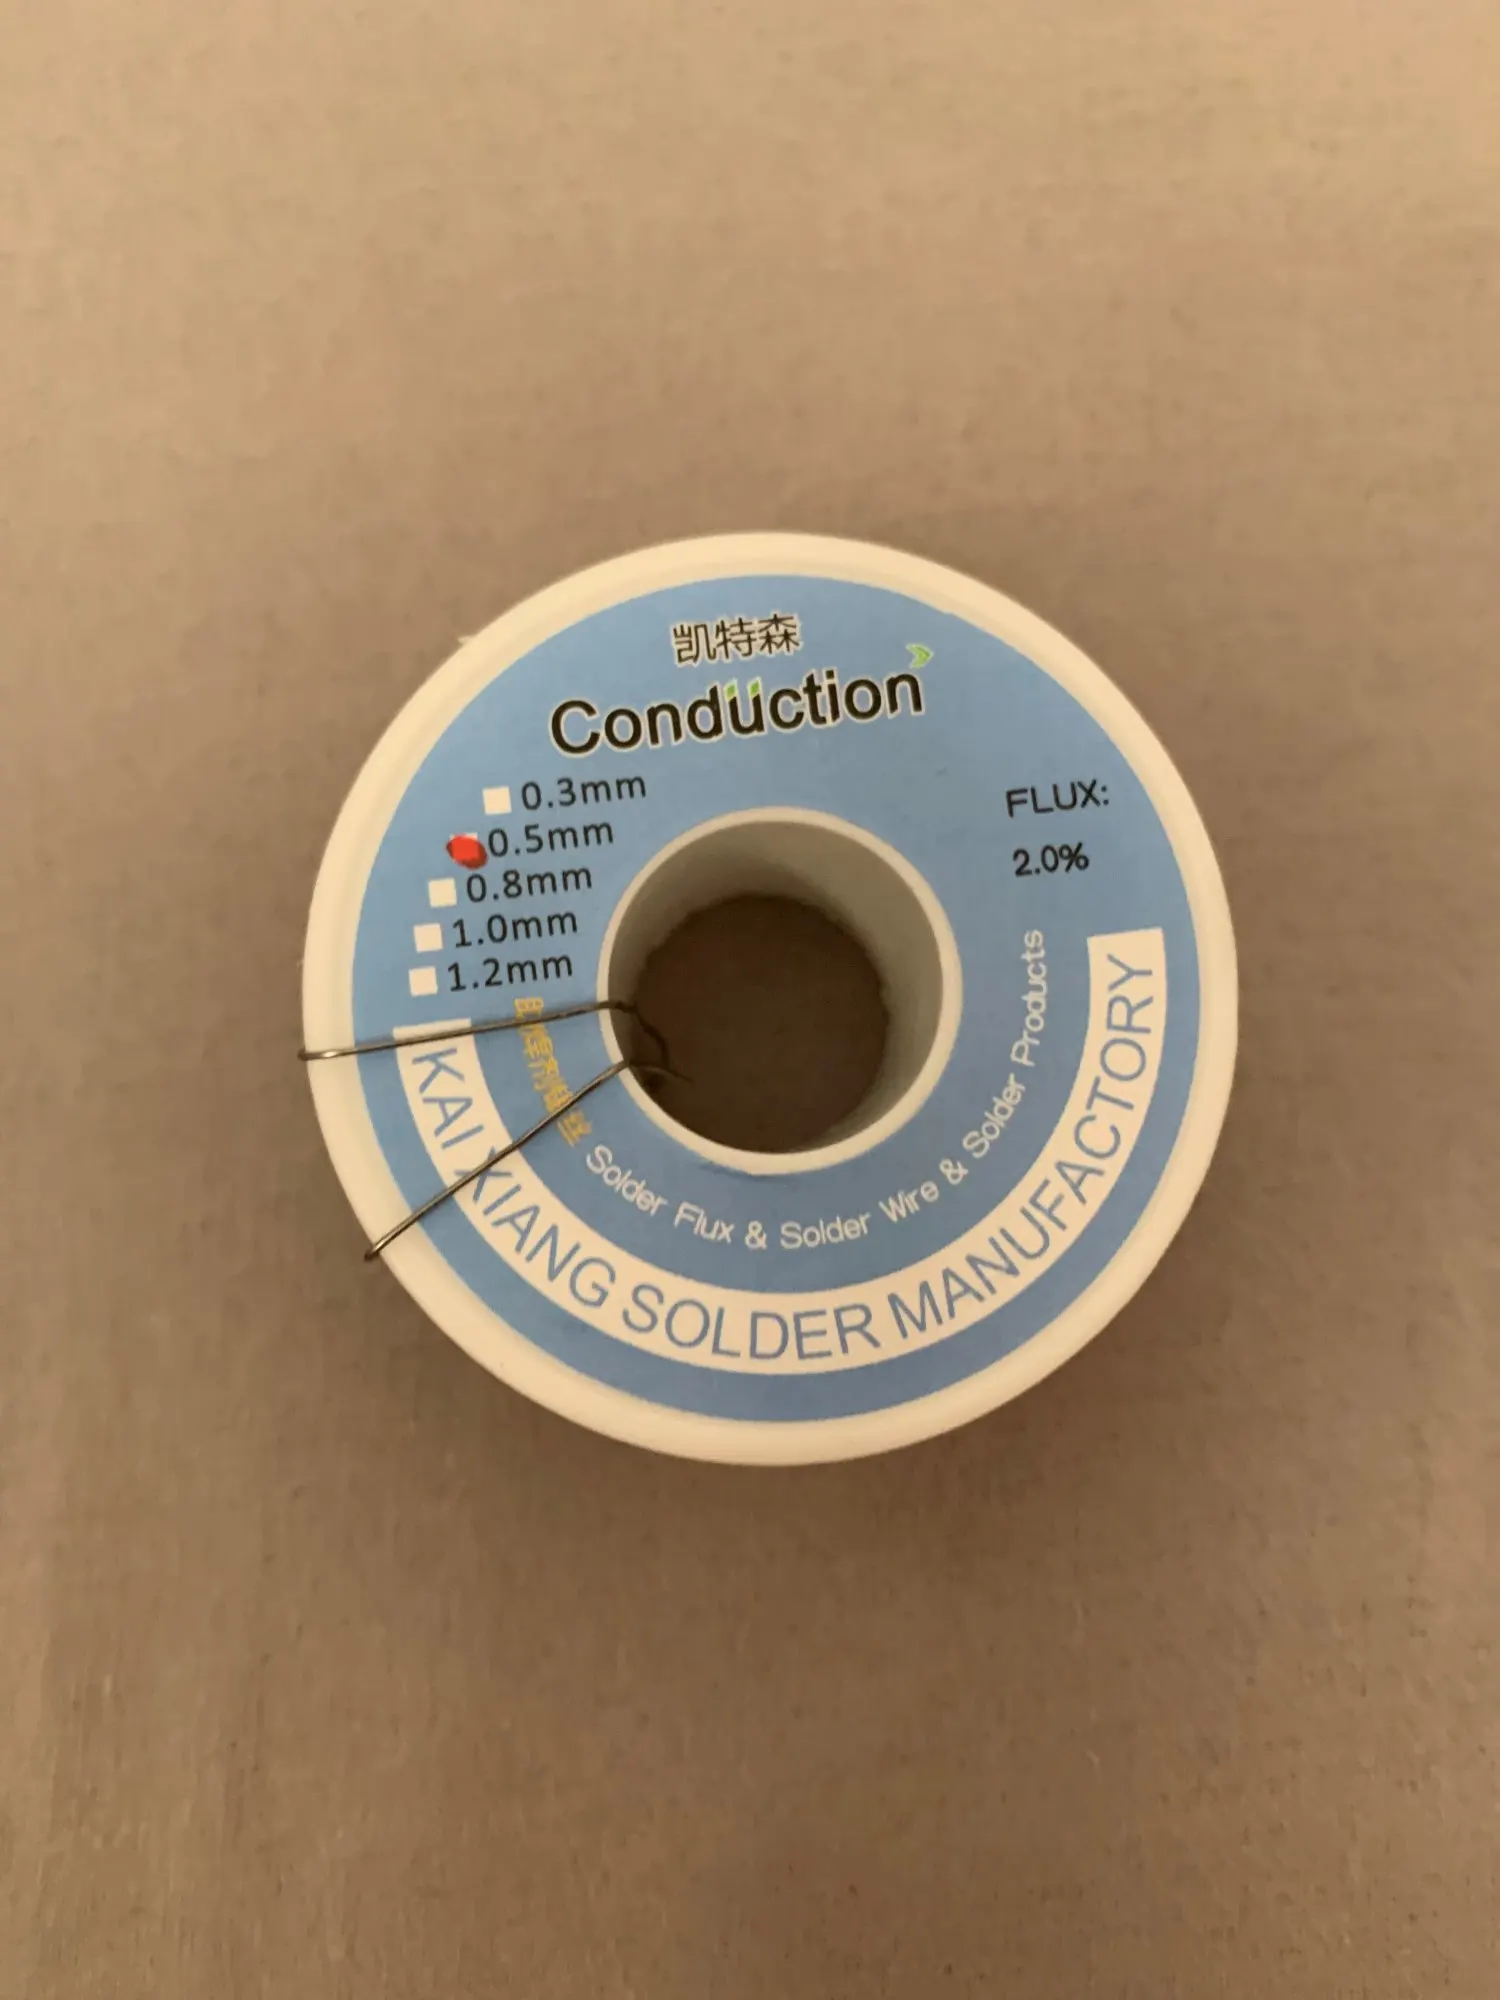 凯特森
Conduction
0.3mm
0.5mm
0.8mm
1.0mm
1.2mm
FLUX:
2.0%
Solder Flux & Solder Wire & Solder Products
KAI XIANG SOLDER MANUFACTORY